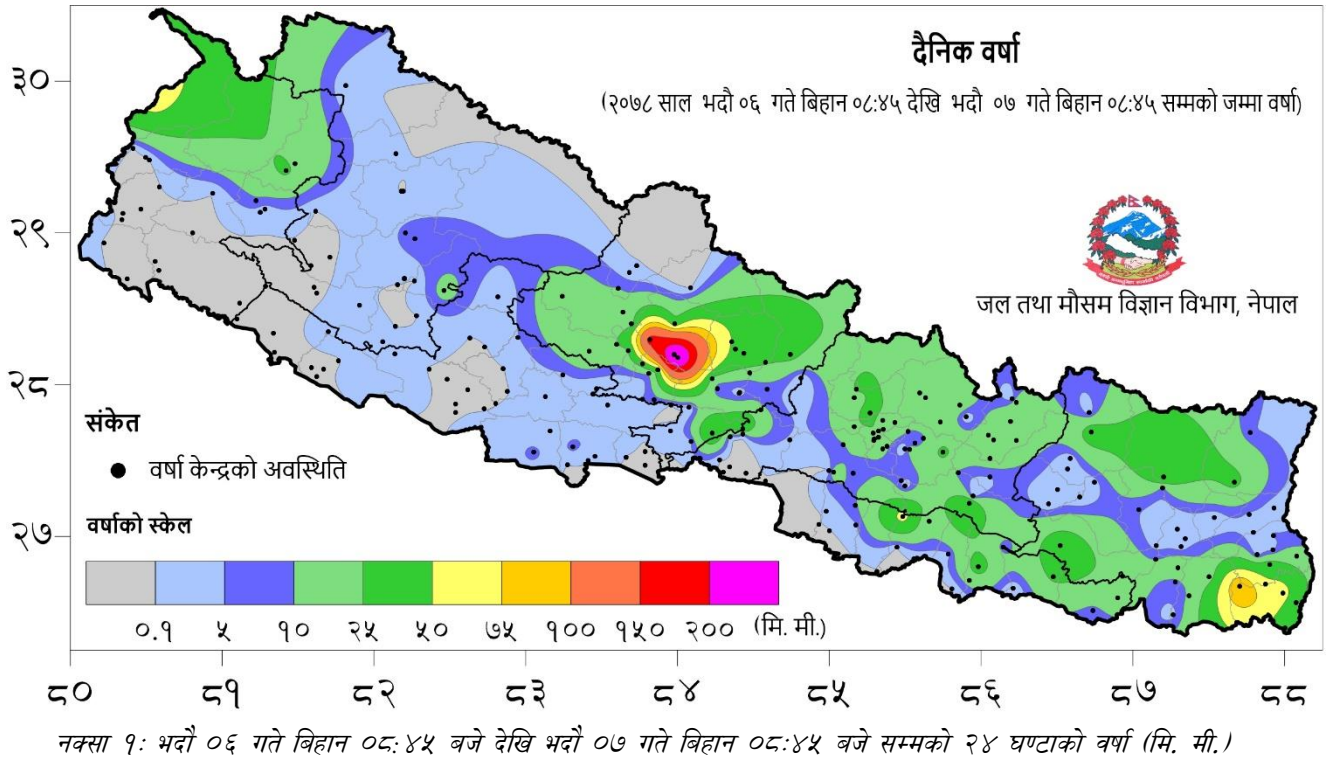 दैनिक वर्षा
(२०७८ साल भदौ ०६ गते बिहान ०८:४५ देखि भदौ ०७ गते बिहान ०८:४५ सम्मको जम्मा वर्षा)
३०
२९
२८
२७
जल तथा मौसम विज्ञान विभाग, नेपाल
संकेत
वर्षा केन्द्रको अवस्थिति
वर्षाको स्केल
०.१ ५ १० २५ ५० ७५ १०० १५० २०० (मि. मी.)
८० ८१ ८२ ८३ ८४ ८५ ८६ ८७ ८८
नक्सा १: भदौ ०६ गते बिहान ०८:४५ बजे देखि भदौ ०७ गते बिहान ०८:४५ बजे सम्मको २४ घण्टाको वर्षा (मि. मी.)